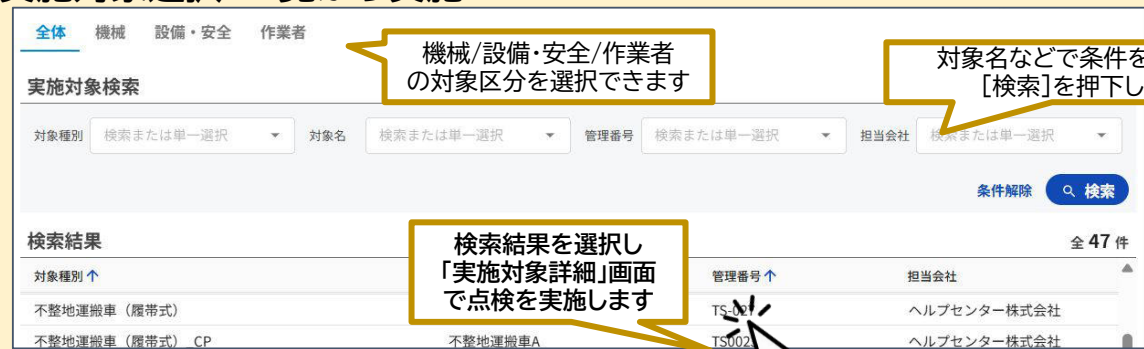 全体 機械 設備・安全 作業者
機械/設備・安全/作業者
の対象区分を選択できます
対象名などで条件を
[検索]を押下し
実施対象検索
対象種別 検索または単一選択 対象名 検索または単一選択 管理番号 検索または単一選択 担当会社 検索または単一選択
条件解除 検索
検索結果
全 47 件
検索結果を選択し
「実施対象詳細」画面
で点検を実施します
対象種別 管理番号 担当会社
不整地運搬車（履帯式） ヘルプセンター株式会社
不整地運搬車（履帯式）_CP 不整地運搬車A ヘルプセンター株式会社